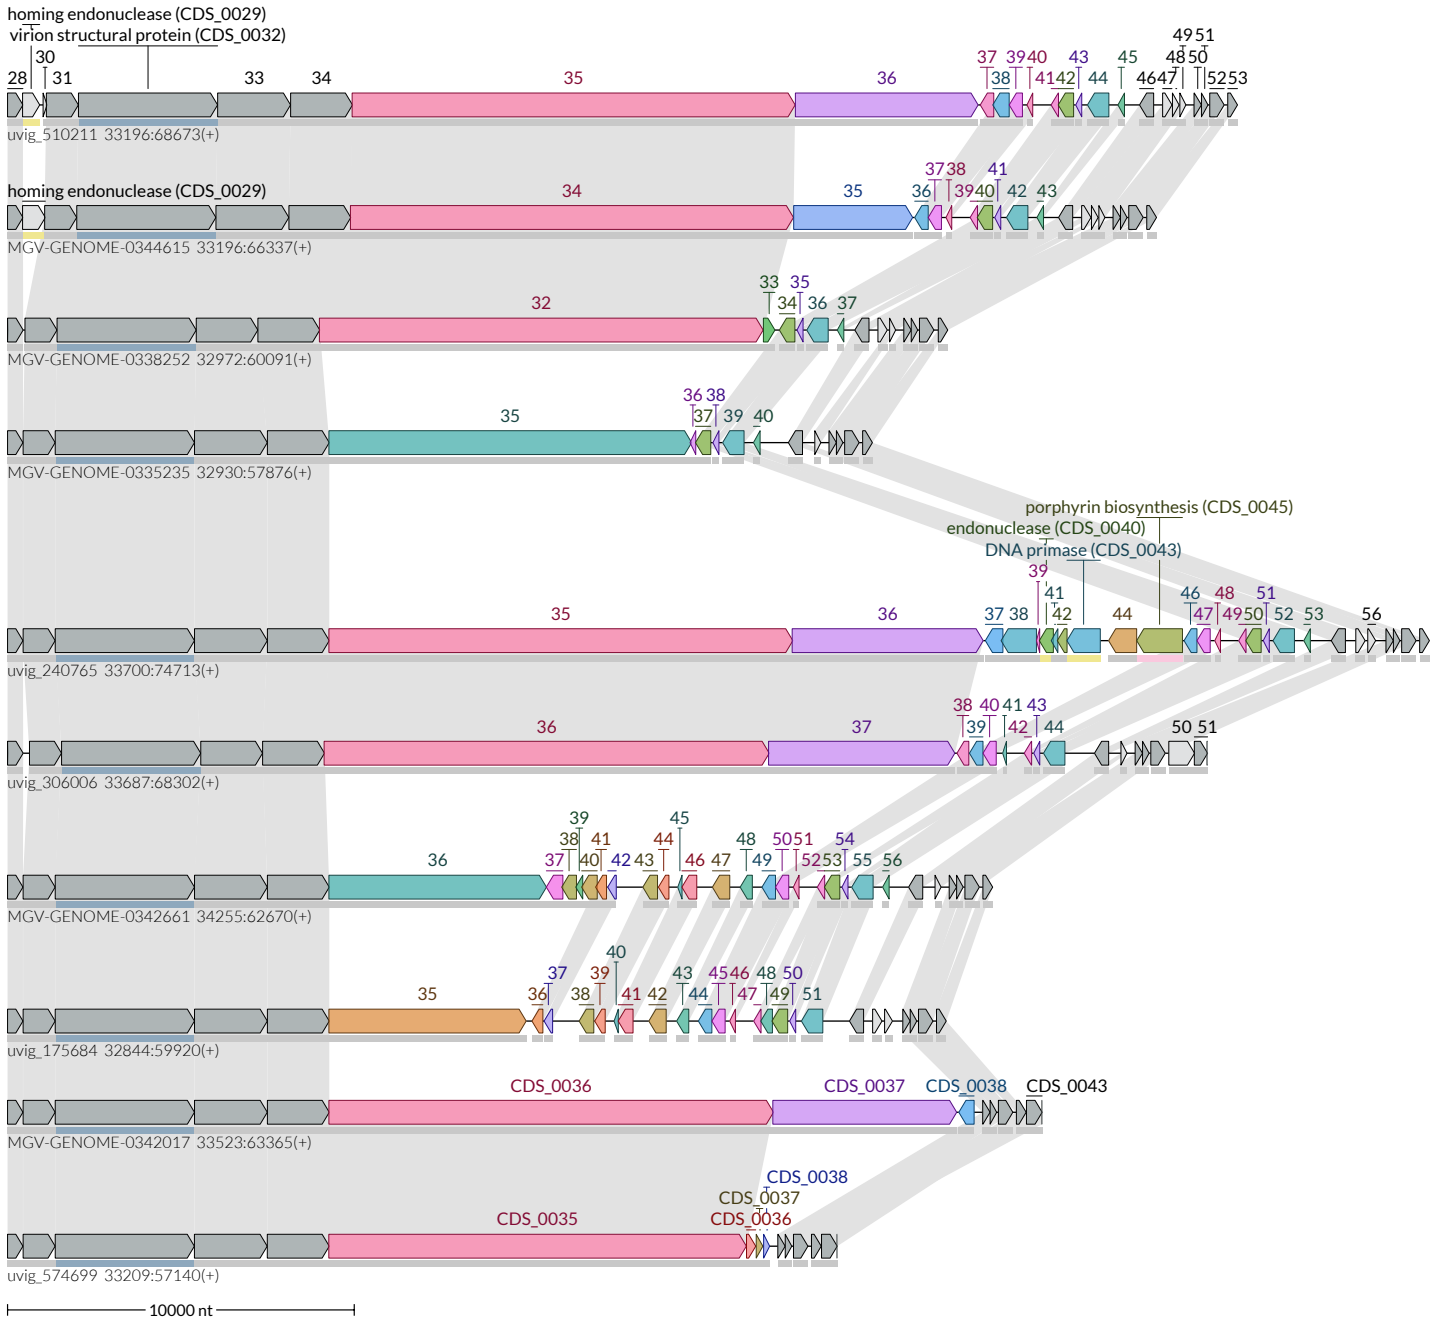 homing endonuclease (CDS_0029)
virion structural protein (CDS_0032)
49 51
30 37 39 40 43 45 48 50
28 31 33 34 35 36 38 41 42 44 46 47 52 53
uvig_510211 33196:68673(+)
37 38 41
homing endonuclease (CDS_0029) 34 35 36 39 40 42 43
MGV-GENOME-0344615 33196:66337(+)
33 35
32 34 36 37
MGV-GENOME-0338252 32972:60091(+)
36 38
35 37 39 40
MGV-GENOME-0335235 32930:57876(+)
porphyrin biosynthesis (CDS_0045)
endonuclease (CDS_0040)
DNA primase (CDS_0043)
39
41 46 48 51
35 36 37 38 42 44 47 49 50 52 53 56
uvig_240765 33700:74713(+)
38 40 41 43
36 37 39 42 44 50 51
uvig_306006 33687:68302(+)
39 45
38 41 44 48 50 51 54
36 37 40 42 43 46 47 49 52 53 55 56
MGV-GENOME-0342661 34255:62670(+)
40
37 39 43 45 46 48 50
35 36 38 41 42 44 47 49 51
uvig_175684 32844:59920(+)
CDS_0036 CDS_0037 CDS_0038 CDS_0043
MGV-GENOME-0342017 33523:63365(+)
CDS_0038
CDS_0037
CDS_0035 CDS_0036
uvig_574699 33209:57140(+)
10000 nt